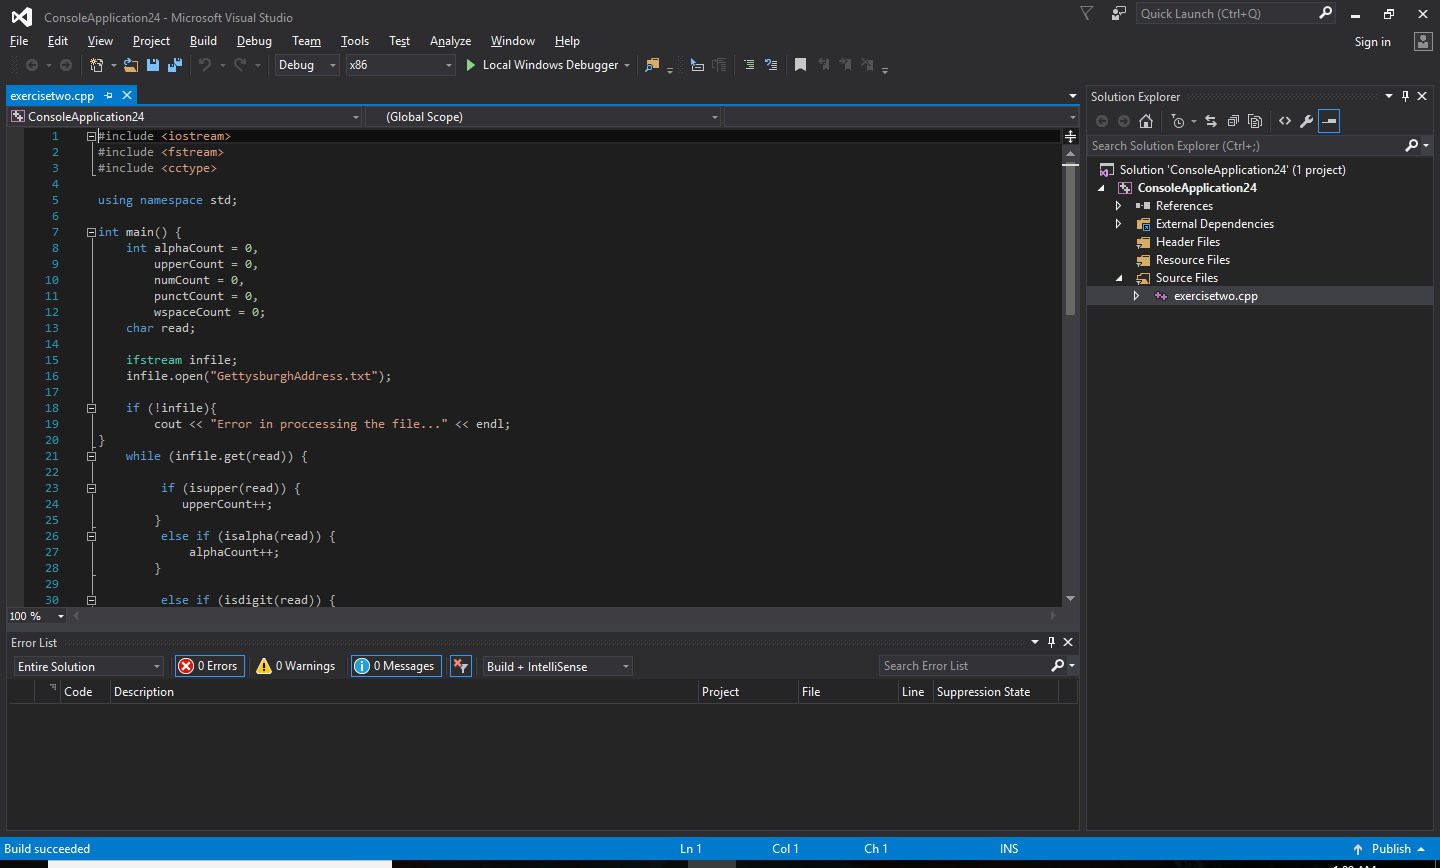 ConsoleApplication24 - Microsoft Visual Studio
Quick Launch (Ctrl+Q)
File Edit View Project Build Debug Team Tools Test Analyze Window Help
Sign in
Debug x86 Local Windows Debugger
exercisetwo.cpp
ConsoleApplication24 (Global Scope)
1 #include <iostream>
2 #include <fstream>
3 #include <cctype>
4
5 using namespace std;
6
7 int main() {
8 int alphaCount = 0,
9 upperCount = 0,
10 numCount = 0,
11 punctCount = 0,
12 wspaceCount = 0;
13 char read;
14
15 ifstream infile;
16 infile.open("GettysburghAddress.txt");
17
18 if (!infile){
19 cout << "Error in proccessing the file..." << endl;
20 }
21 while (infile.get(read)) {
22
23 if (isupper(read)) {
24 upperCount++;
25 }
26 else if (isalpha(read)) {
27 alphaCount++;
28 }
29
30 else if (isdigit(read)) {
100 %
Solution Explorer
Search Solution Explorer (Ctrl+;)
Solution 'ConsoleApplication24' (1 project)
ConsoleApplication24
References
External Dependencies
Header Files
Resource Files
Source Files
exercisetwo.cpp
Error List
Entire Solution 0 Errors 0 Warnings 0 Messages Build + IntelliSense Search Error List
Code Description Project File Line Suppression State
Build succeeded Ln 1 Col 1 Ch 1 INS Publish